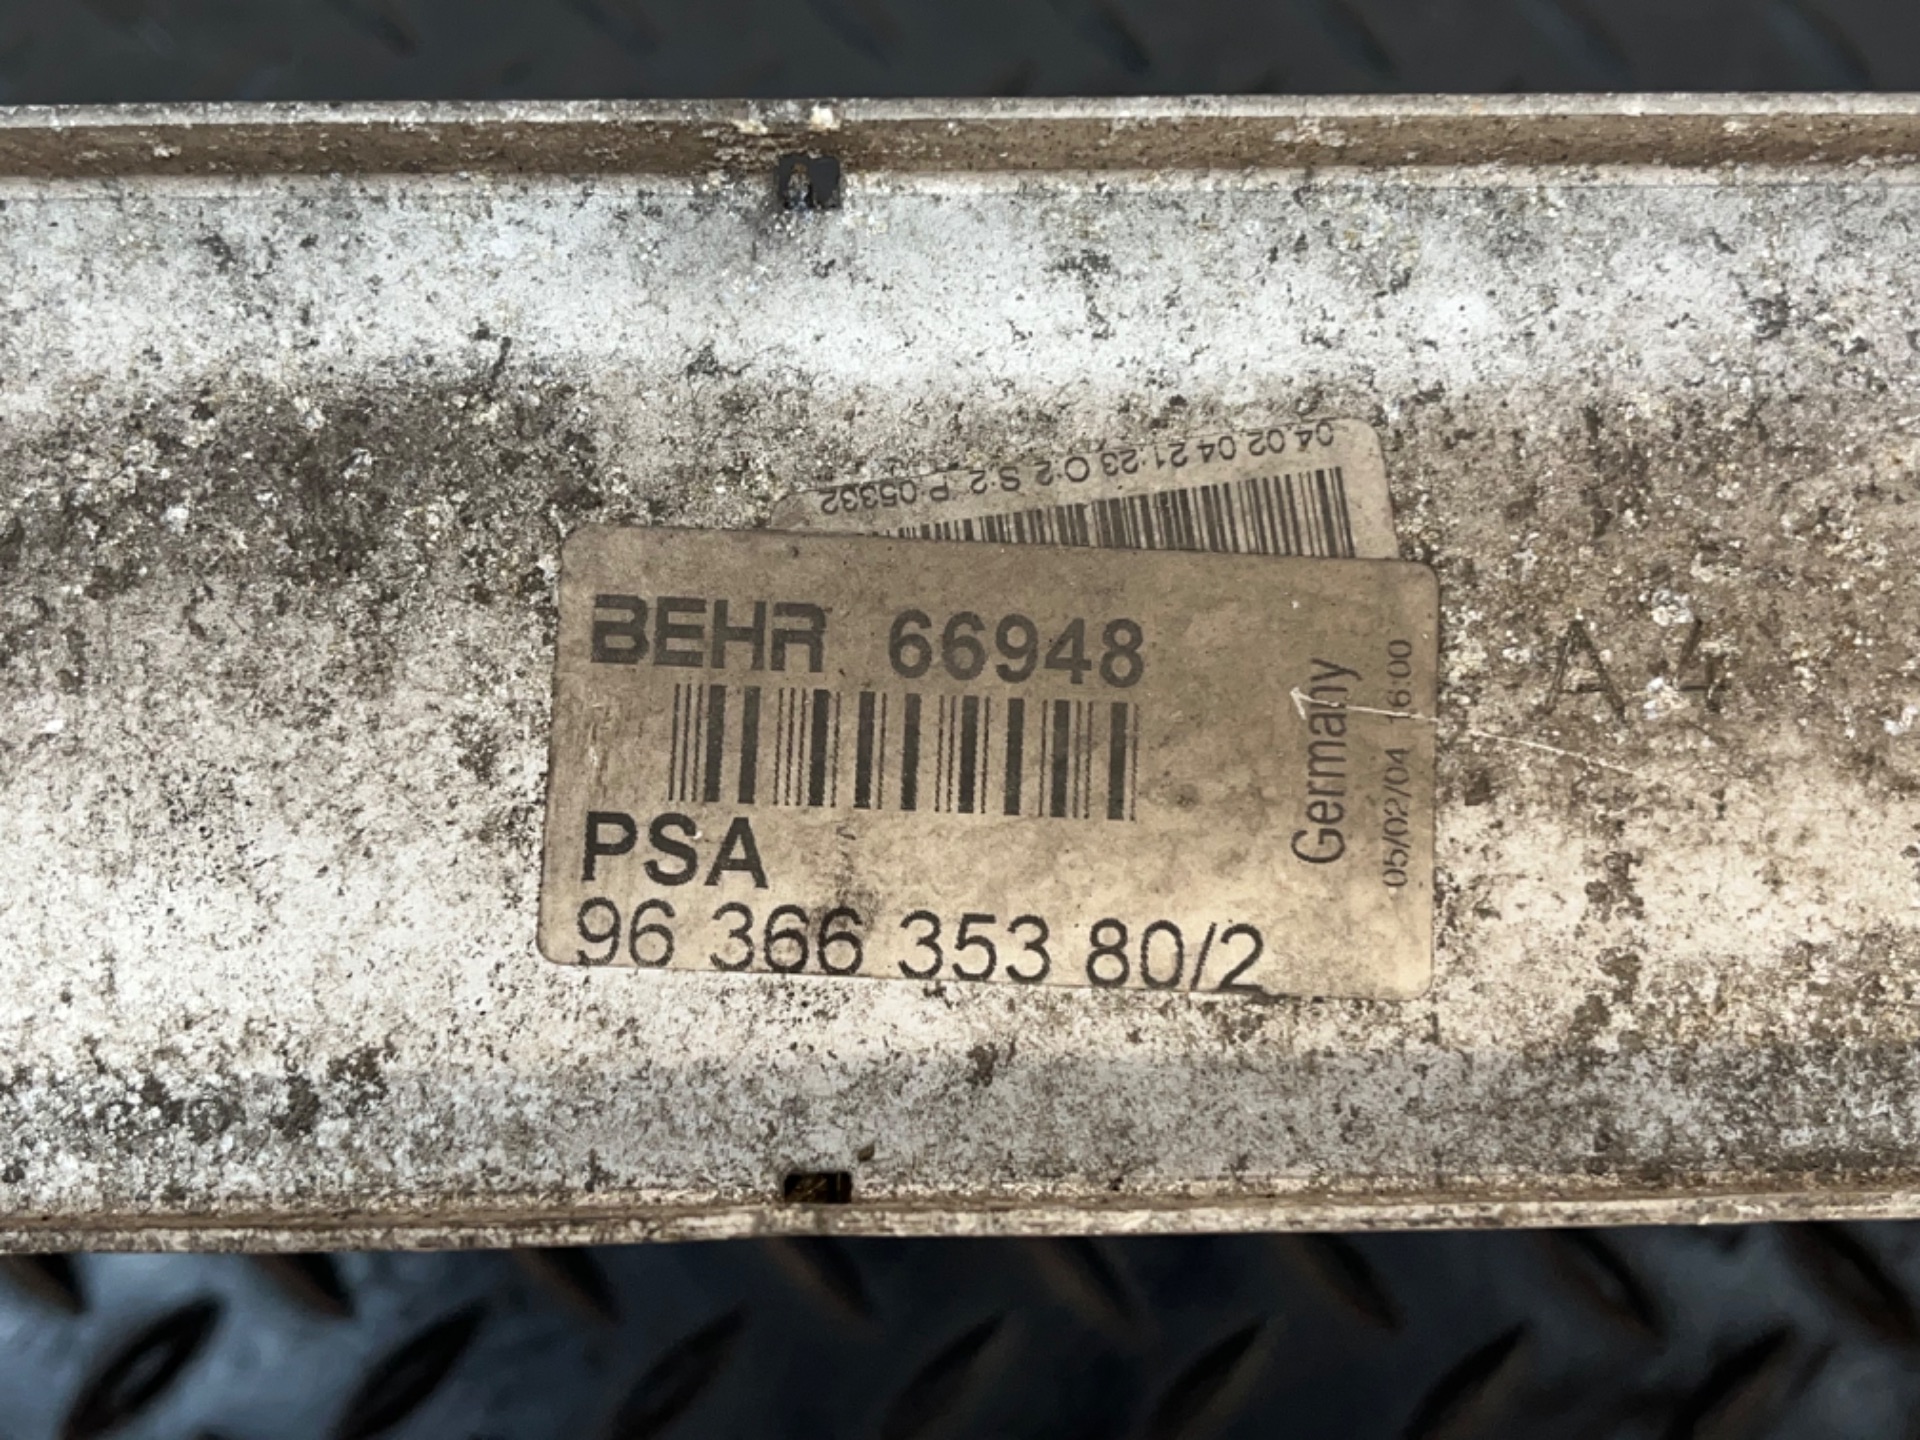 04.02.04 21:23 O:2 S:2 P 05332
BEHR 66948
PSA
96 366 353 80/2
Germany
05/02/04 16:00
A 4